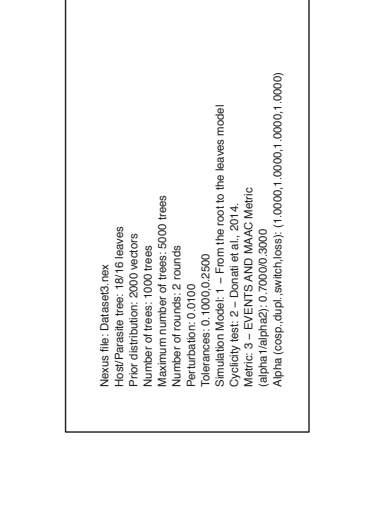 Nexus file: Dataset3.nex
Host/Parasite tree: 18/16 leaves
Prior distribution: 2000 vectors
Number of trees: 1000 trees
Maximum number of trees: 5000 trees
Number of rounds: 2 rounds
Perturbation: 0.0100
Tolerances: 0.1000,0.2500
Simulation Model: 1 – From the root to the leaves model
Cyclicity test: 2 – Donati et al., 2014.
Metric: 3 – EVENTS AND MAAC Metric
(alpha1/alpha2): 0.7000/0.3000
Alpha (cosp.,dupl.,switch,loss): (1.0000,1.0000,1.0000,1.0000)